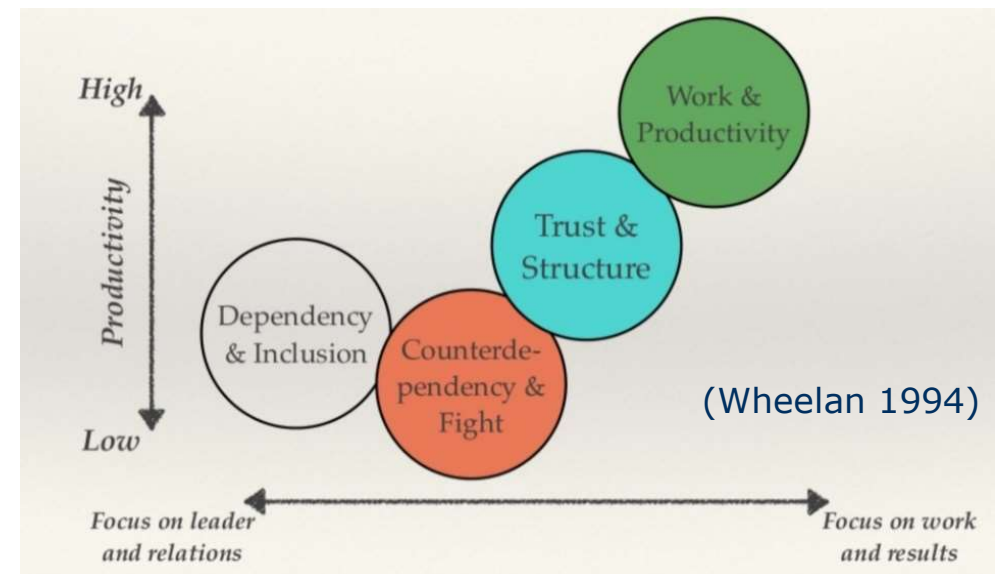 High
Productivity
Low
Dependency
& Inclusion
Counterde-
pendency &
Fight
Trust &
Structure
Work &
Productivity
(Wheelan 1994)
Focus on leader
and relations
Focus on work
and results